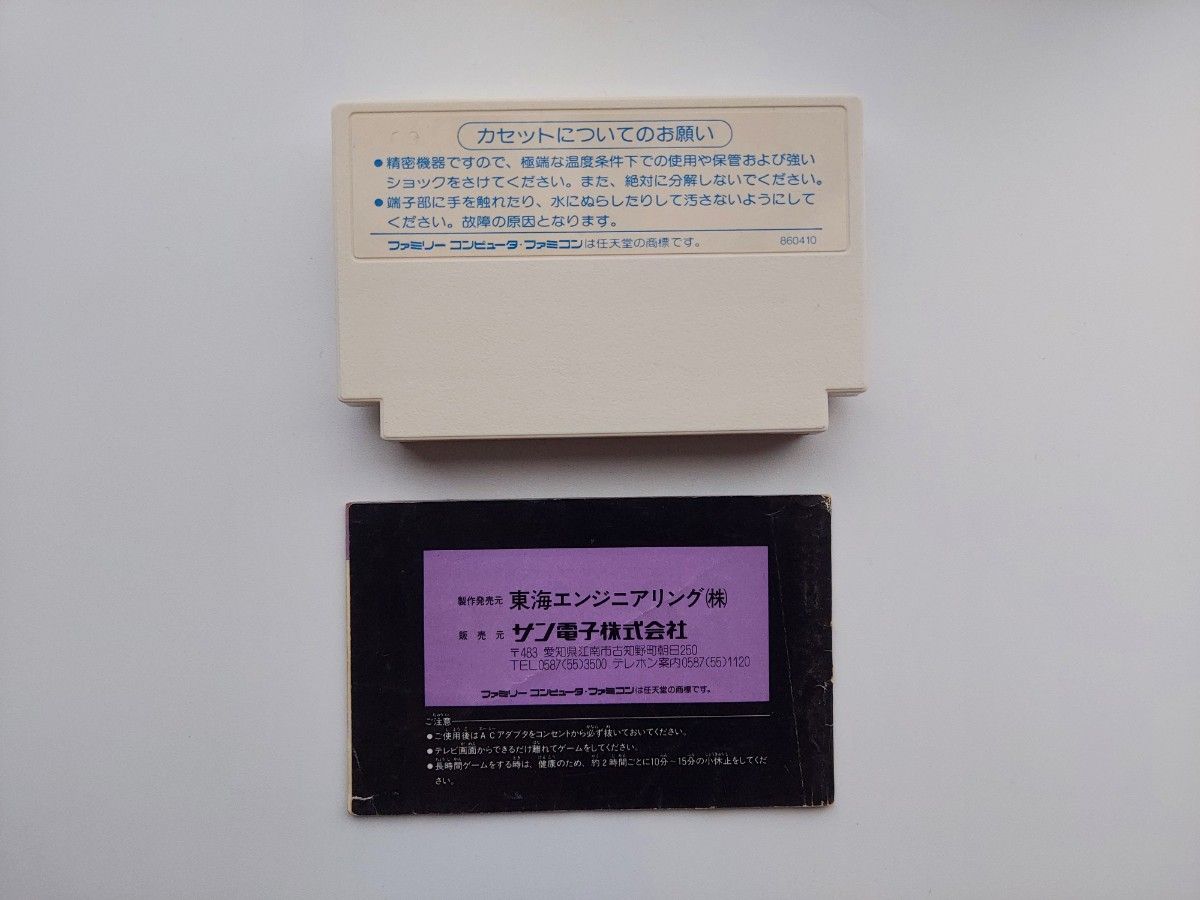 カセットについてのお願い
●精密機器ですので、極端な温度条件下での使用や保管および強い
ショックをさけてください。また、絶対に分解しないでください。
●端子部に手を触れたり、水にぬらしたりして汚さないようにして
ください。故障の原因となります。
ファミリー コンピュータ・ファミコンは任天堂の商標です。 860410
製作発売元 東海エンジニアリング(株)
販売元 サン電子株式会社
〒483 愛知県江南市古知野町朝日250
TEL.0587(55)3500 テレホン案内0587(55)1120
ファミリー コンピュータ・ファミコンは任天堂の商標です。
ご注意
●ご使用後はACアダプタをコンセントから必ず抜いておいてください。
●テレビ画面からできるだけ離れてゲームをしてください。
●長時間ゲームをする時は、健康のため、約2時間ごとに10分～15分の小休止をしてくだ
さい。